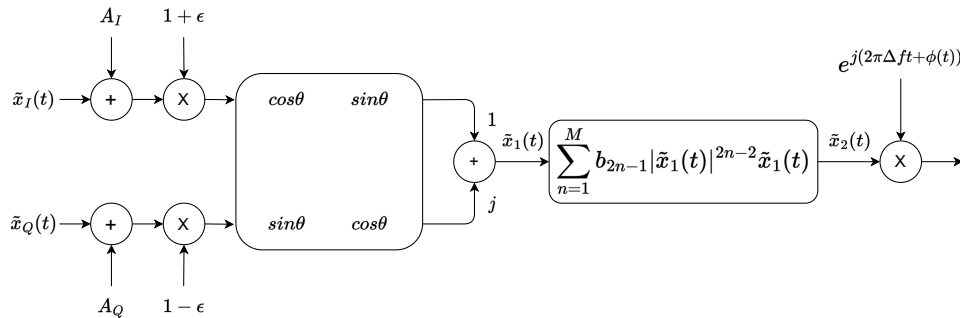 A_I
1 + ϵ
x̃_I(t)
+
X
cosθ sinθ
sinθ cosθ
x̃_Q(t)
+
X
A_Q
1 − ϵ
1
+
j
x̃_1(t)
\sum_{n=1}^{M} b_{2n-1}|x̃_1(t)|^{2n-2}x̃_1(t)
x̃_2(t)
e^{j(2πΔft+ϕ(t))}
X